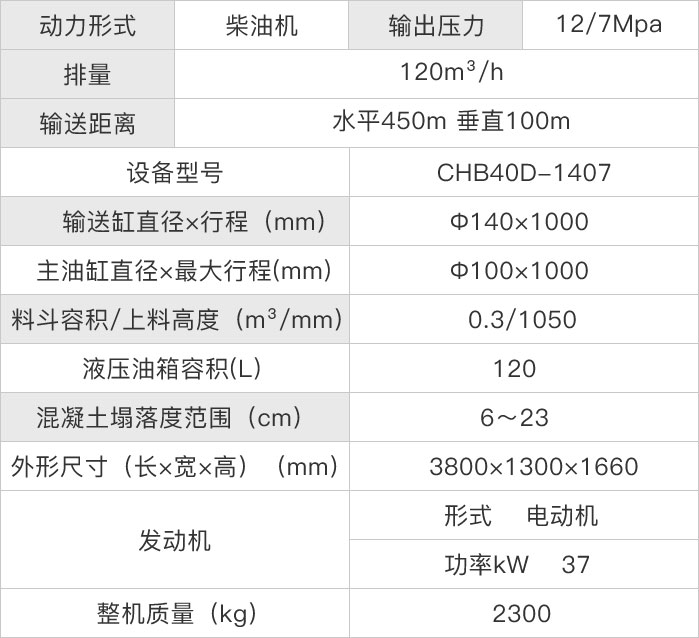 动力形式 柴油机 输出压力 12/7Mpa
排量 120m³/h
输送距离 水平450m 垂直100m
设备型号 CHB40D-1407
输送缸直径×行程（mm） Φ140×1000
主油缸直径×最大行程(mm) Φ100×1000
料斗容积/上料高度（m³/mm） 0.3/1050
液压油箱容积(L) 120
混凝土塌落度范围（cm） 6～23
外形尺寸（长×宽×高）（mm） 3800×1300×1660
发动机 形式 电动机
功率kW 37
整机质量（kg） 2300